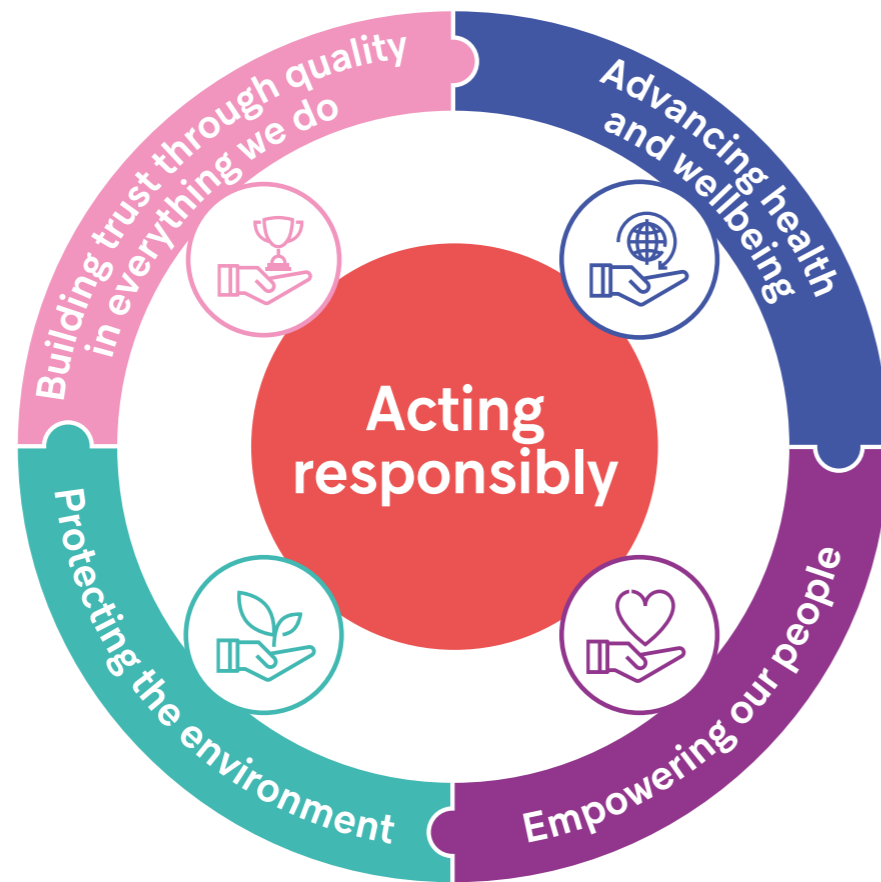 Building trust through quality
in everything we do
Advancing health
and wellbeing
Acting
responsibly
Protecting the environment
Empowering our people